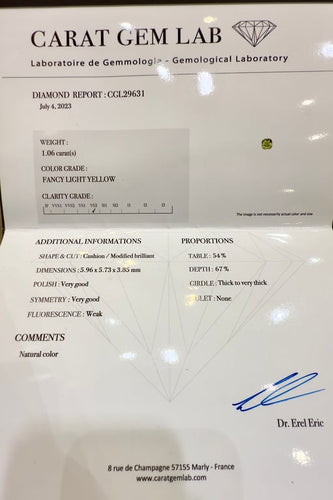 CARAT GEM LAB
Laboratoire de Gemmologie - Gemological Laboratory
DIAMOND REPORT : CGL29631
July 4, 2023
WEIGHT :
1.06 carat(s)
COLOR GRADE :
FANCY LIGHT YELLOW
CLARITY GRADE :
IF VVS1 VVS2 VS1 VS2 SI1 SI2 I1 I2 I3
The image is not necessarily actual color and size
ADDITIONAL INFORMATIONS
SHAPE & CUT : Cushion / Modified brilliant
DIMENSIONS : 5.96 x 5.73 x 3.85 mm
POLISH : Very good
SYMMETRY : Very good
FLUORESCENCE : Weak
PROPORTIONS
TABLE : 54 %
DEPTH : 67 %
GIRDLE : Thick to very thick
CULET : None
COMMENTS
Natural color
Dr. Erel Eric
8 rue de Champagne 57155 Marly - France
www.caratgemlab.com